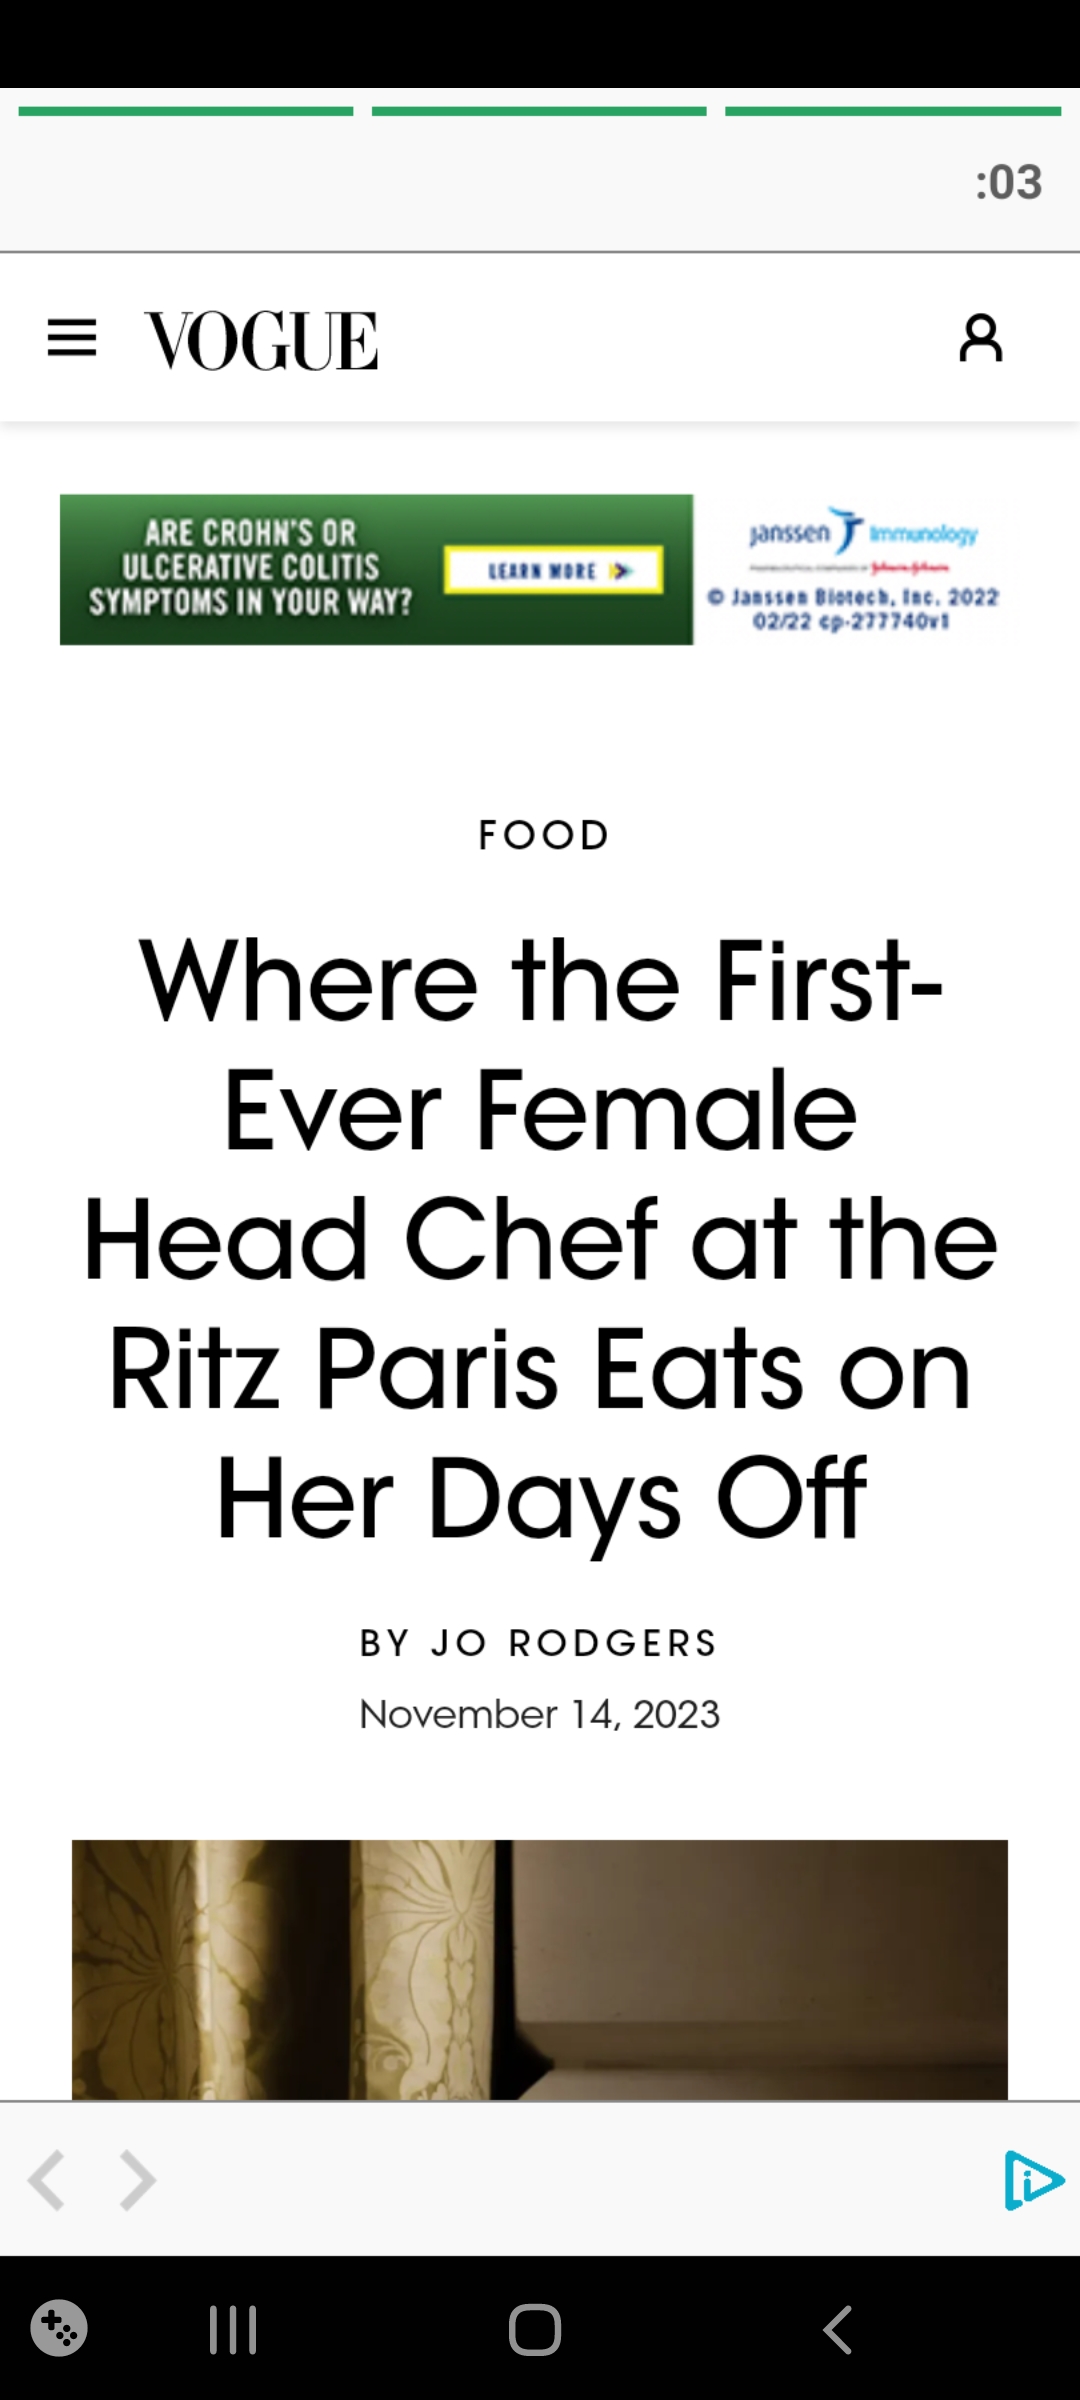 :03
VOGUE
ARE CROHN'S OR
ULCERATIVE COLITIS
SYMPTOMS IN YOUR WAY?
LEARN MORE
Janssen Immunology
© Janssen Biotech, Inc. 2022
02/22 cp-277740v1
FOOD
Where the First-
Ever Female
Head Chef at the
Ritz Paris Eats on
Her Days Off
BY JO RODGERS
November 14, 2023